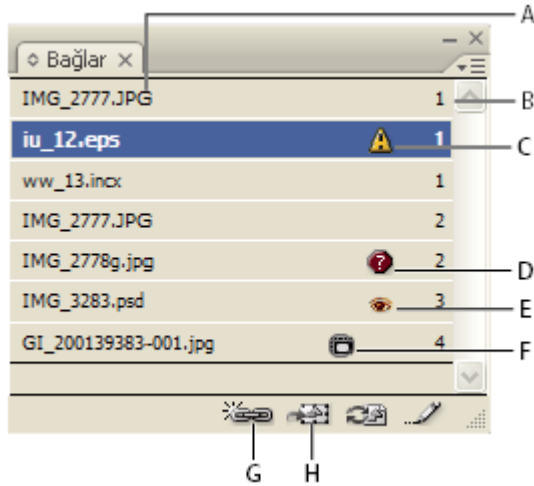 A
Bağlar
IMG_2777.JPG 1 B
iu_12.eps 1 C
ww_13.incx 1
IMG_2777.JPG 2
IMG_2778g.jpg ? 2 D
IMG_3283.psd 3 E
GI_200139383-001.jpg 4 F
G H